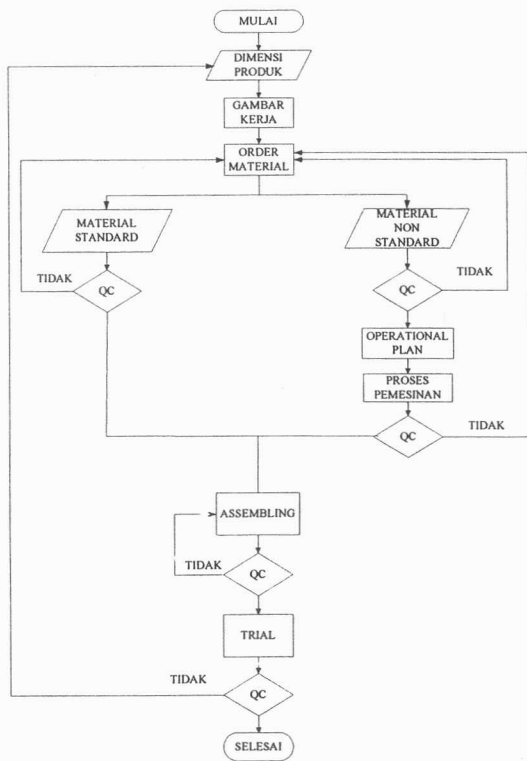 MULAI
DIMENSI
PRODUK
GAMBAR
KERJA
ORDER
MATERIAL
MATERIAL
STANDARD
MATERIAL
NON
STANDARD
TIDAK
QC
QC
TIDAK
OPERATIONAL
PLAN
PROSES
PEMESINAN
QC
TIDAK
ASSEMBLING
TIDAK
QC
TRIAL
TIDAK
QC
SELESAI